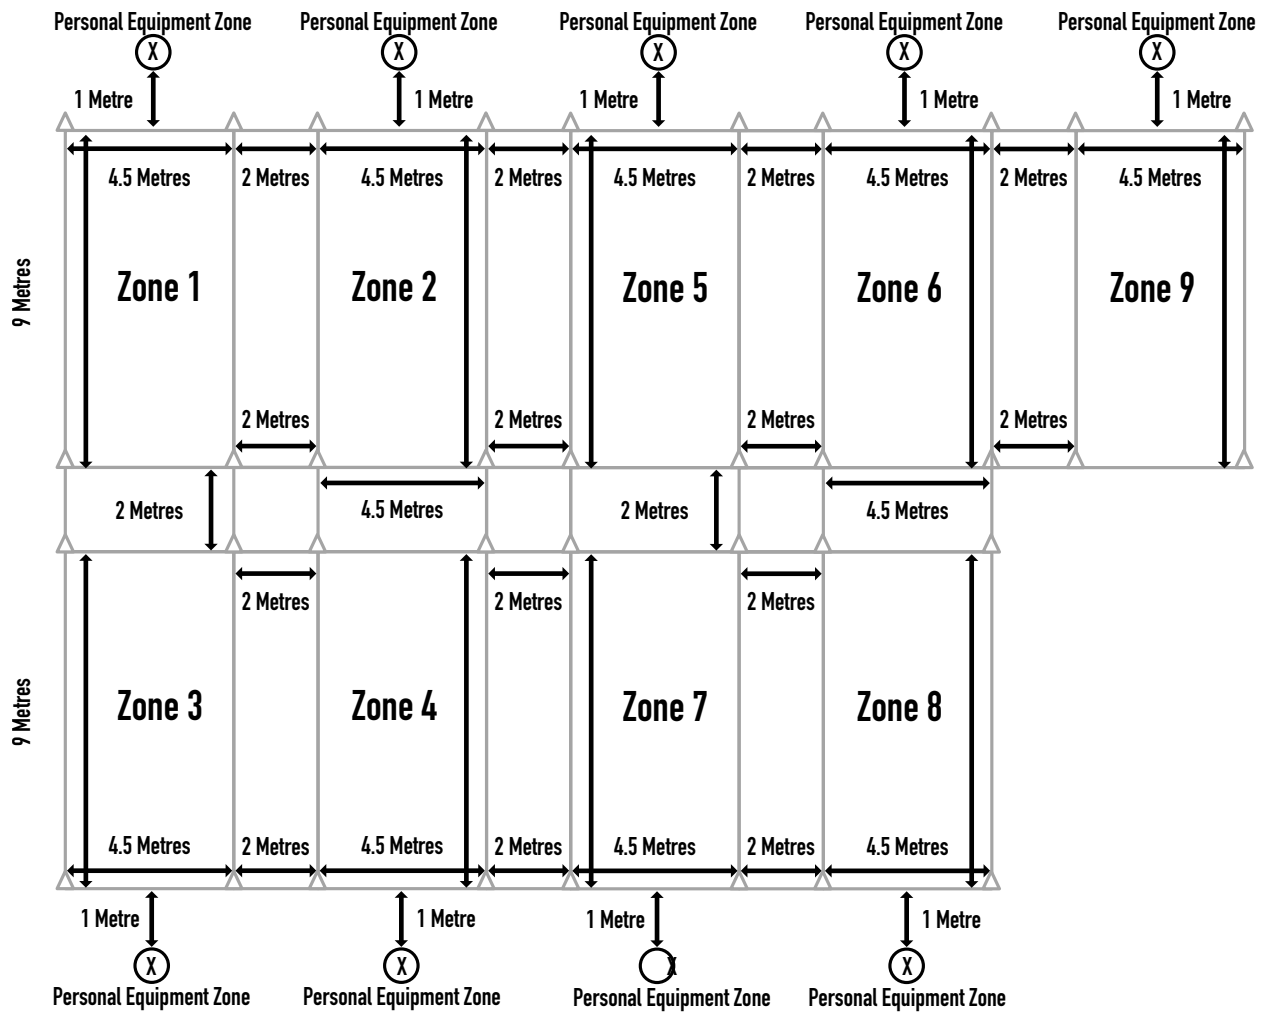 Personal Equipment Zone Personal Equipment Zone Personal Equipment Zone Personal Equipment Zone Personal Equipment Zone
X X X X X
1 Metre 1 Metre 1 Metre 1 Metre 1 Metre
4.5 Metres 2 Metres 4.5 Metres 2 Metres 4.5 Metres 2 Metres 4.5 Metres 2 Metres 4.5 Metres
9 Metres
Zone 1 Zone 2 Zone 5 Zone 6 Zone 9
2 Metres 2 Metres 2 Metres 2 Metres
2 Metres 4.5 Metres 2 Metres 4.5 Metres
2 Metres 2 Metres 2 Metres
9 Metres
Zone 3 Zone 4 Zone 7 Zone 8
4.5 Metres 2 Metres 4.5 Metres 2 Metres 4.5 Metres 2 Metres 4.5 Metres
1 Metre 1 Metre 1 Metre 1 Metre
X X X X
Personal Equipment Zone Personal Equipment Zone Personal Equipment Zone Personal Equipment Zone